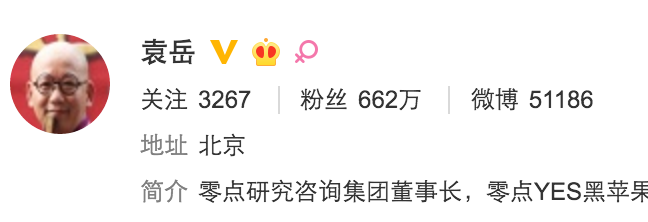 袁岳
关注 3267 粉丝 662万 微博 51186
地址 北京
简介 零点研究咨询集团董事长，零点YES黑苹果